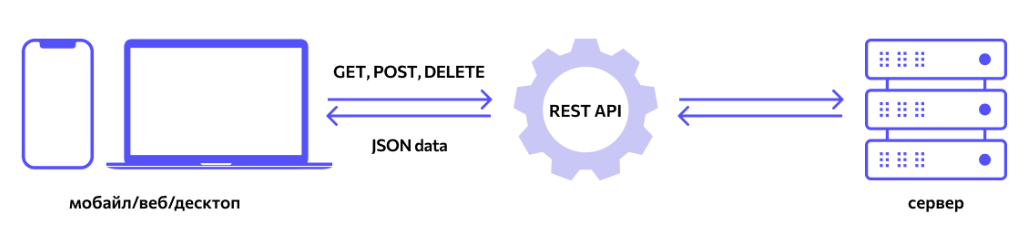 GET, POST, DELETE
REST API
JSON data
мобайл/веб/десктоп
сервер